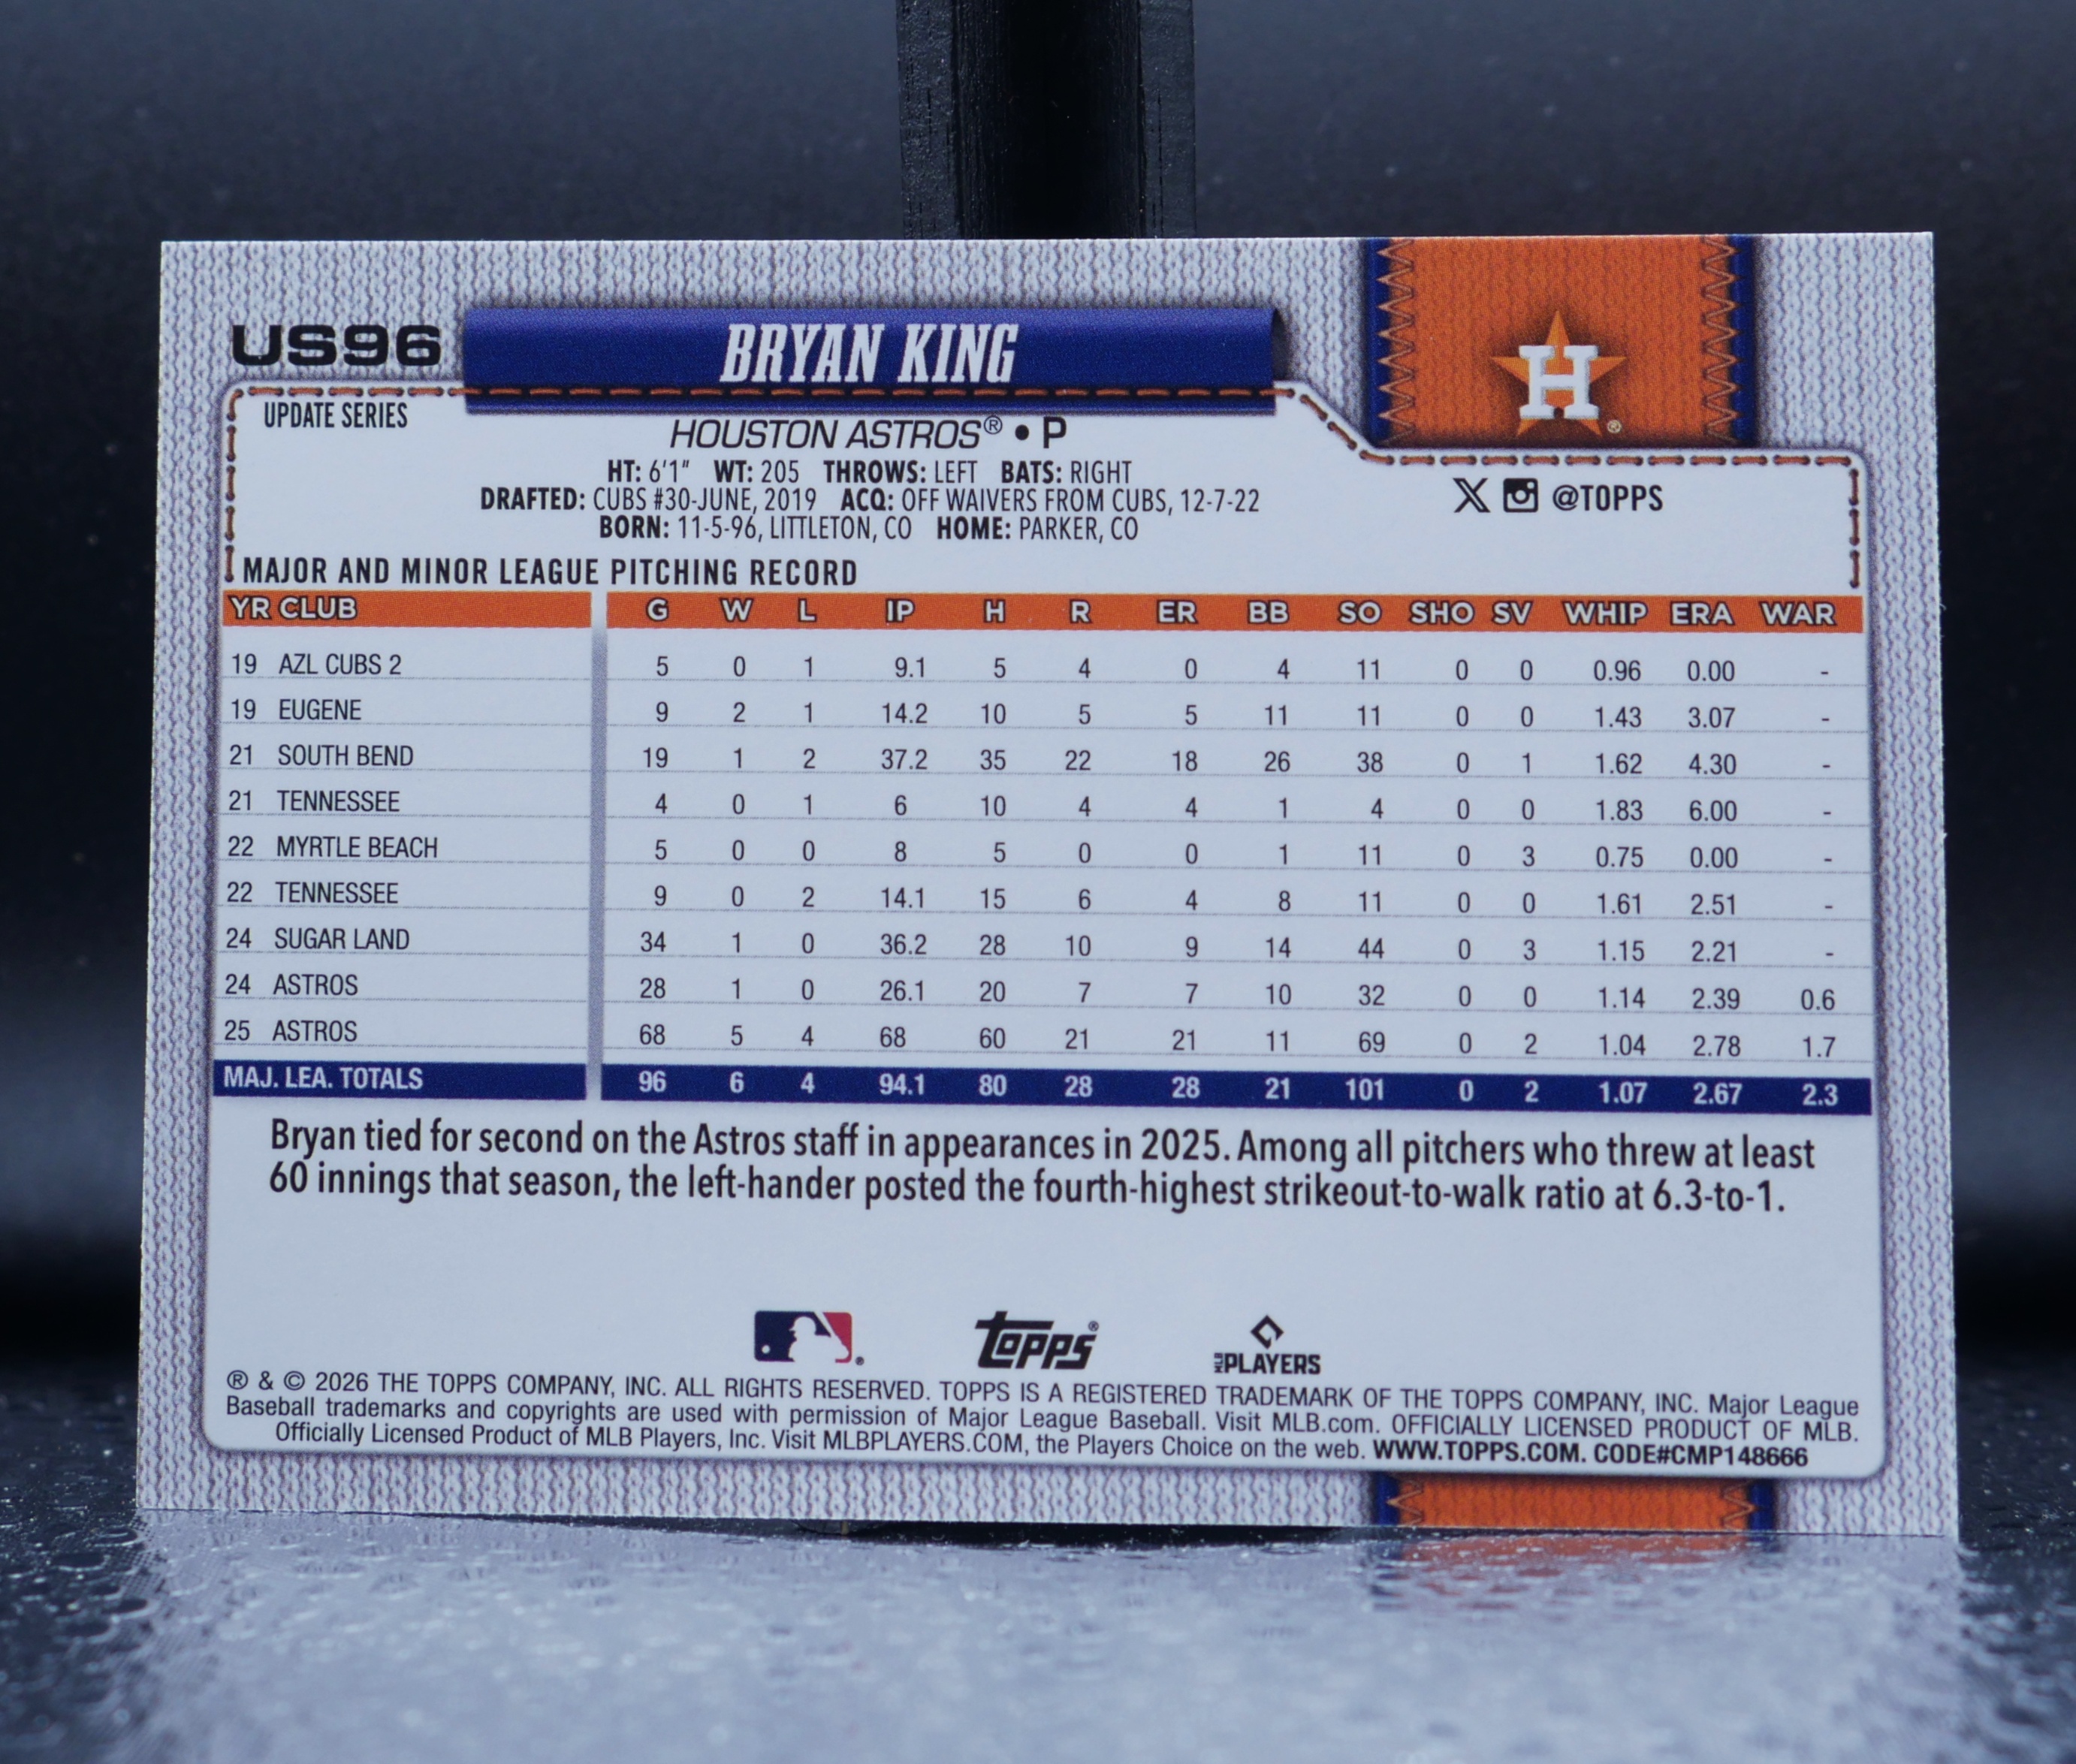 US96
BRYAN KING
H®
UPDATE SERIES
HOUSTON ASTROS® • P
HT: 6'1" WT: 205 THROWS: LEFT BATS: RIGHT
DRAFTED: CUBS #30-JUNE, 2019 ACQ: OFF WAIVERS FROM CUBS, 12-7-22
BORN: 11-5-96, LITTLETON, CO HOME: PARKER, CO
X @TOPPS
MAJOR AND MINOR LEAGUE PITCHING RECORD
YR CLUB G W L IP H R ER BB SO SHO SV WHIP ERA WAR
19 AZL CUBS 2 5 0 1 9.1 5 4 0 4 11 0 0 0.96 0.00 -
19 EUGENE 9 2 1 14.2 10 5 5 11 11 0 0 1.43 3.07 -
21 SOUTH BEND 19 1 2 37.2 35 22 18 26 38 0 1 1.62 4.30 -
21 TENNESSEE 4 0 1 6 10 4 4 1 4 0 0 1.83 6.00 -
22 MYRTLE BEACH 5 0 0 8 5 0 0 1 11 0 3 0.75 0.00 -
22 TENNESSEE 9 0 2 14.1 15 6 4 8 11 0 0 1.61 2.51 -
24 SUGAR LAND 34 1 0 36.2 28 10 9 14 44 0 3 1.15 2.21 -
24 ASTROS 28 1 0 26.1 20 7 7 10 32 0 0 1.14 2.39 0.6
25 ASTROS 68 5 4 68 60 21 21 11 69 0 2 1.04 2.78 1.7
MAJ. LEA. TOTALS 96 6 4 94.1 80 28 28 21 101 0 2 1.07 2.67 2.3
Bryan tied for second on the Astros staff in appearances in 2025. Among all pitchers who threw at least
60 innings that season, the left-hander posted the fourth-highest strikeout-to-walk ratio at 6.3-to-1.
topps® MLB PLAYERS
® & © 2026 THE TOPPS COMPANY, INC. ALL RIGHTS RESERVED. TOPPS IS A REGISTERED TRADEMARK OF THE TOPPS COMPANY, INC. Major League
Baseball trademarks and copyrights are used with permission of Major League Baseball. Visit MLB.com. OFFICIALLY LICENSED PRODUCT OF MLB.
Officially Licensed Product of MLB Players, Inc. Visit MLBPLAYERS.COM, the Players Choice on the web. WWW.TOPPS.COM. CODE#CMP148666